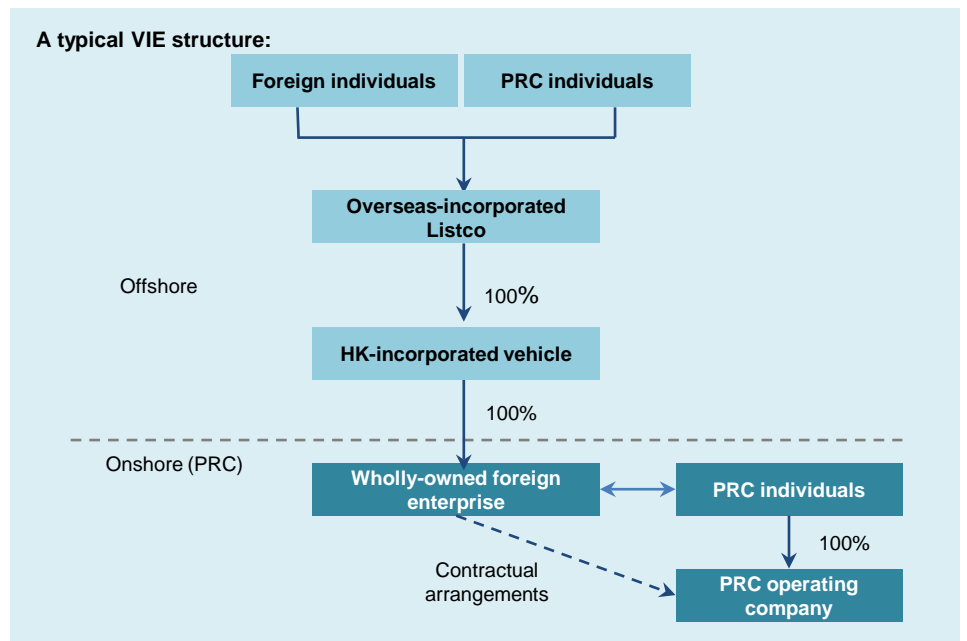 A typical VIE structure:
Foreign individuals
PRC individuals
Overseas-incorporated
Listco
Offshore
100%
HK-incorporated vehicle
100%
Onshore (PRC)
Wholly-owned foreign
enterprise
PRC individuals
100%
Contractual
arrangements
PRC operating
company